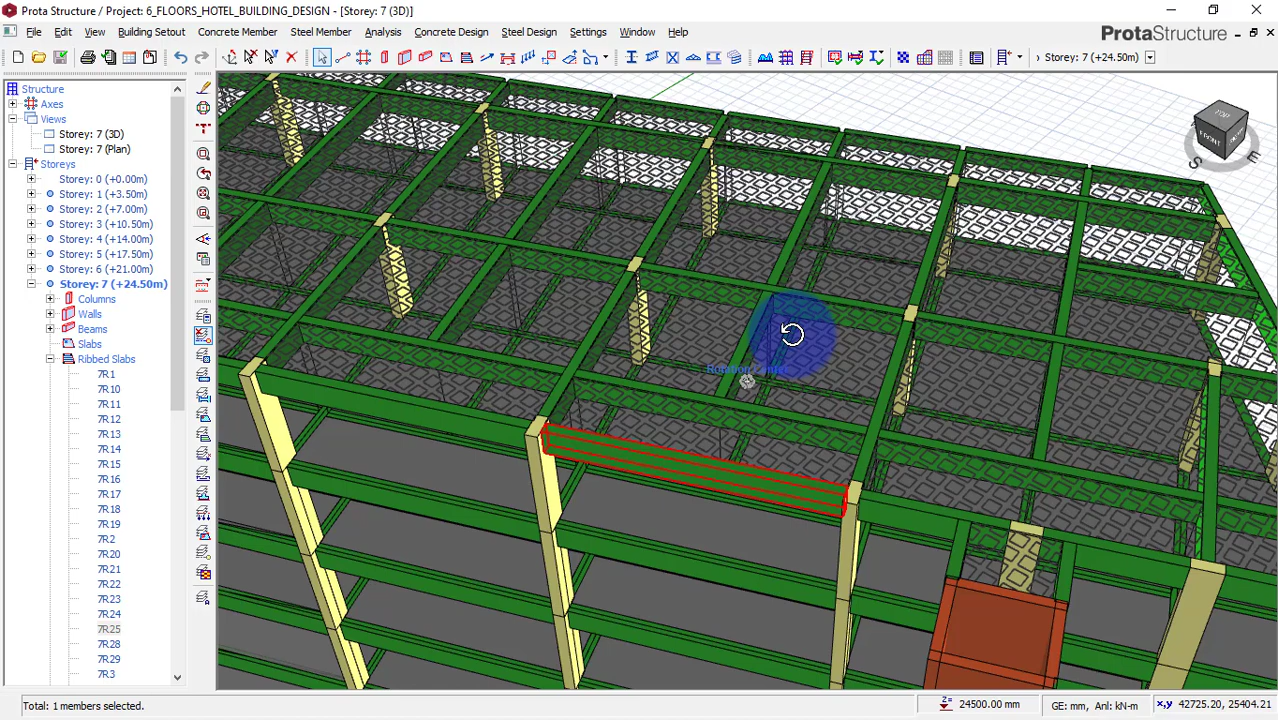 Prota Structure / Project: 6_FLOORS_HOTEL_BUILDING_DESIGN - [Storey: 7 (3D)]
File Edit View Building Setout Concrete Member Steel Member Analysis Concrete Design Steel Design Settings Window Help
ProtaStructure
Storey: 7 (+24.50m)
Structure
Axes
Views
Storey: 7 (3D)
Storey: 7 (Plan)
Storeys
Storey: 0 (+0.00m)
Storey: 1 (+3.50m)
Storey: 2 (+7.00m)
Storey: 3 (+10.50m)
Storey: 4 (+14.00m)
Storey: 5 (+17.50m)
Storey: 6 (+21.00m)
Storey: 7 (+24.50m)
Columns
Walls
Beams
Slabs
Ribbed Slabs
7R1
7R10
7R11
7R12
7R13
7R14
7R15
7R16
7R17
7R18
7R19
7R2
7R20
7R21
7R22
7R23
7R24
7R25
7R28
7R29
7R3
TOP
FRONT
S
E
Rotation Center
Total: 1 members selected.
Z=
24500.00 mm
GE: mm, Anl: kN-m
x,y 42725.20, 25404.21